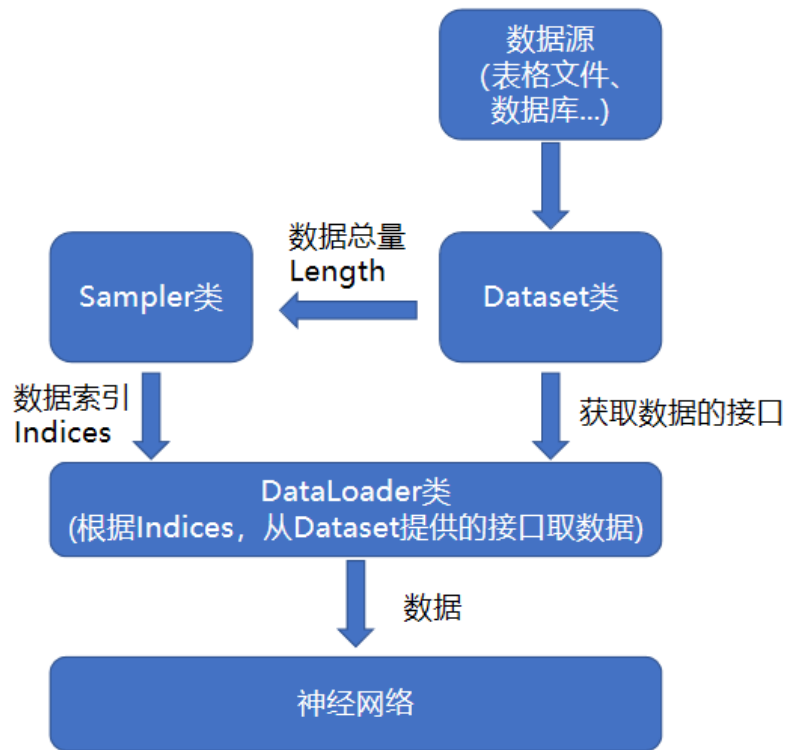 数据源
(表格文件、
数据库...)
数据总量
Length
Sampler类
Dataset类
数据索引
Indices
获取数据的接口
DataLoader类
(根据Indices，从Dataset提供的接口取数据)
数据
神经网络